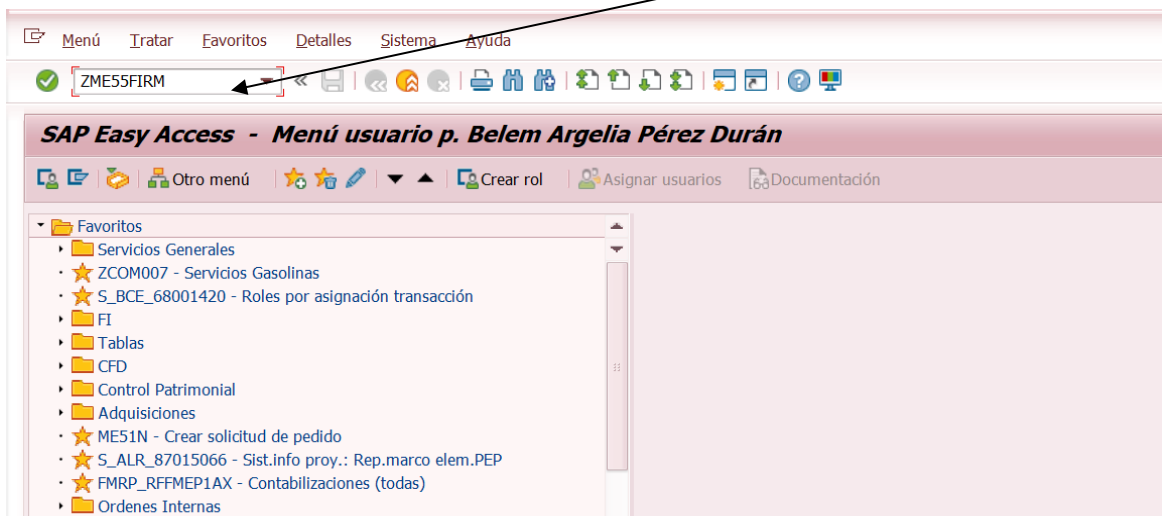 Menú Tratar Favoritos Detalles Sistema Ayuda
ZME55FIRM
SAP Easy Access - Menú usuario p. Belem Argelia Pérez Durán
Otro menú Crear rol Asignar usuarios Documentación
Favoritos
Servicios Generales
ZCOM007 - Servicios Gasolinas
S_BCE_68001420 - Roles por asignación transacción
FI
Tablas
CFD
Control Patrimonial
Adquisiciones
ME51N - Crear solicitud de pedido
S_ALR_87015066 - Sist.info proy.: Rep.marco elem.PEP
FMRP_RFFMEP1AX - Contabilizaciones (todas)
Ordenes Internas